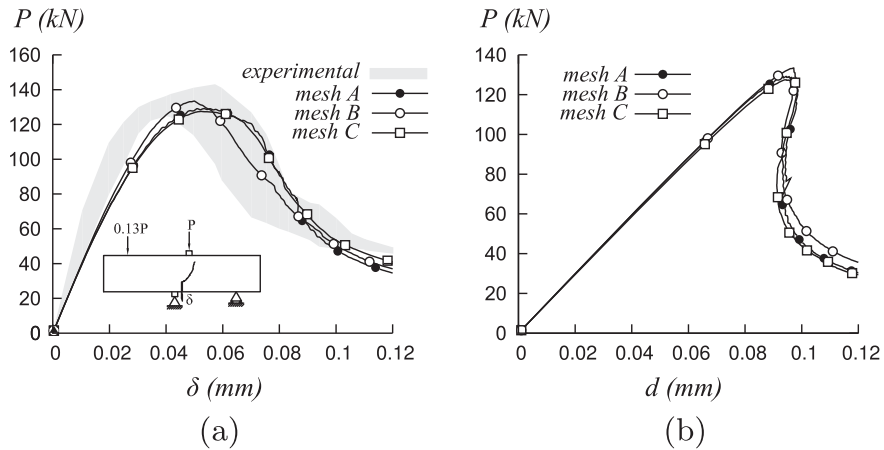 P (kN)
160
140
120
100
80
60
40
20
0
0
0.02
0.04
0.06
0.08
0.1
0.12
δ (mm)
experimental
mesh A
mesh B
mesh C
0.13P
P
δ
(a)
P (kN)
140
120
100
80
60
40
20
0
0
0.02
0.04
0.06
0.08
0.1
0.12
d (mm)
mesh A
mesh B
mesh C
(b)